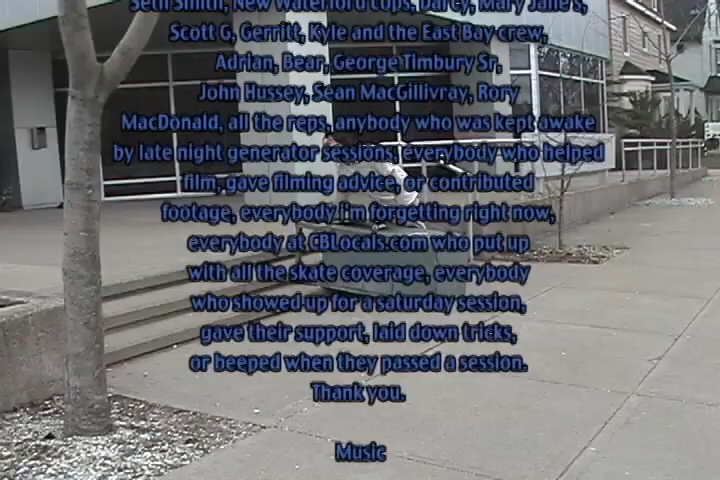 Seth Smith, New Waterford Cops, Darcy, Mary Jane's,
Scott G, Gerritt, Kyle and the East Bay crew,
Adrian, Bear, George Timbury Sr,
John Hussey, Sean MacGillivray, Rory
MacDonald, all the reps, anybody who was kept awake
by late night generator sessions, everybody who helped
film, gave filming advice, or contributed
footage, everybody i'm forgetting right now,
everybody at CBLocals.com who put up
with all the skate coverage, everybody
who showed up for a saturday session,
gave their support, laid down tricks,
or beeped when they passed a session.
Thank you.
Music